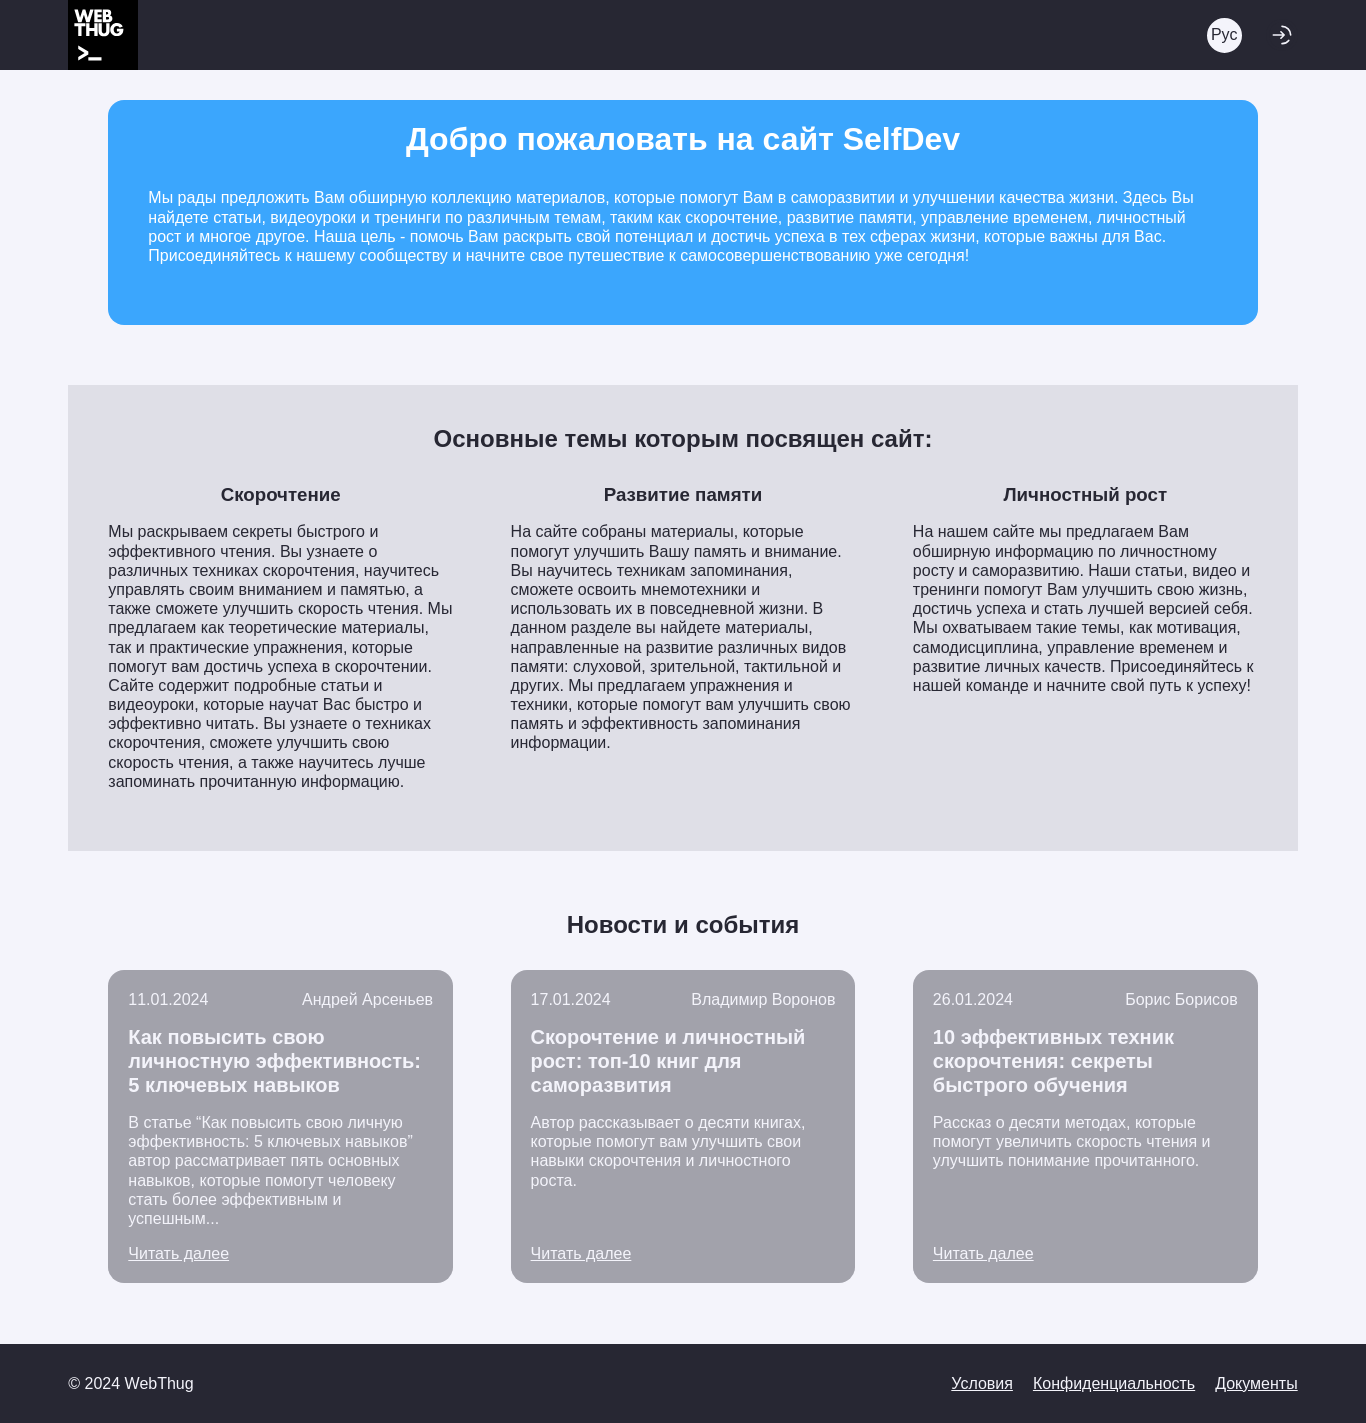 WEB
THUG
>_
Рус
Добро пожаловать на сайт SelfDev
Мы рады предложить Вам обширную коллекцию материалов, которые помогут Вам в саморазвитии и улучшении качества жизни. Здесь Вы
найдете статьи, видеоуроки и тренинги по различным темам, таким как скорочтение, развитие памяти, управление временем, личностный
рост и многое другое. Наша цель - помочь Вам раскрыть свой потенциал и достичь успеха в тех сферах жизни, которые важны для Вас.
Присоединяйтесь к нашему сообществу и начните свое путешествие к самосовершенствованию уже сегодня!
Основные темы которым посвящен сайт:
Скорочтение
Мы раскрываем секреты быстрого и
эффективного чтения. Вы узнаете о
различных техниках скорочтения, научитесь
управлять своим вниманием и памятью, а
также сможете улучшить скорость чтения. Мы
предлагаем как теоретические материалы,
так и практические упражнения, которые
помогут вам достичь успеха в скорочтении.
Сайте содержит подробные статьи и
видеоуроки, которые научат Вас быстро и
эффективно читать. Вы узнаете о техниках
скорочтения, сможете улучшить свою
скорость чтения, а также научитесь лучше
запоминать прочитанную информацию.
Развитие памяти
На сайте собраны материалы, которые
помогут улучшить Вашу память и внимание.
Вы научитесь техникам запоминания,
сможете освоить мнемотехники и
использовать их в повседневной жизни. В
данном разделе вы найдете материалы,
направленные на развитие различных видов
памяти: слуховой, зрительной, тактильной и
других. Мы предлагаем упражнения и
техники, которые помогут вам улучшить свою
память и эффективность запоминания
информации.
Личностный рост
На нашем сайте мы предлагаем Вам
обширную информацию по личностному
росту и саморазвитию. Наши статьи, видео и
тренинги помогут Вам улучшить свою жизнь,
достичь успеха и стать лучшей версией себя.
Мы охватываем такие темы, как мотивация,
самодисциплина, управление временем и
развитие личных качеств. Присоединяйтесь к
нашей команде и начните свой путь к успеху!
Новости и события
11.01.2024 Андрей Арсеньев
Как повысить свою
личностную эффективность:
5 ключевых навыков
В статье “Как повысить свою личную
эффективность: 5 ключевых навыков”
автор рассматривает пять основных
навыков, которые помогут человеку
стать более эффективным и
успешным...
Читать далее
17.01.2024 Владимир Воронов
Скорочтение и личностный
рост: топ-10 книг для
саморазвития
Автор рассказывает о десяти книгах,
которые помогут вам улучшить свои
навыки скорочтения и личностного
роста.
Читать далее
26.01.2024 Борис Борисов
10 эффективных техник
скорочтения: секреты
быстрого обучения
Рассказ о десяти методах, которые
помогут увеличить скорость чтения и
улучшить понимание прочитанного.
Читать далее
© 2024 WebThug
Условия Конфиденциальность Документы